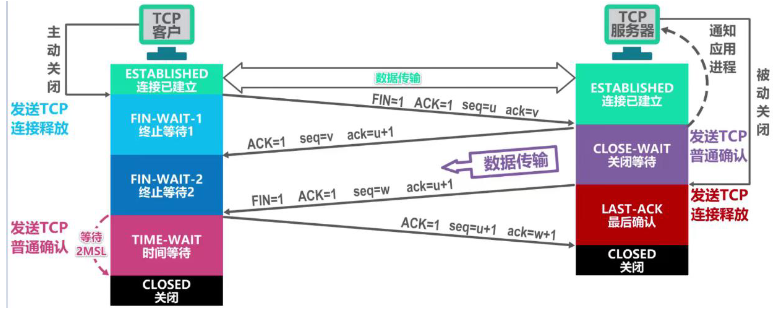 TCP
客户
TCP
服务器
主动关闭
通知
应用
进程
被动关闭
ESTABLISHED
连接已建立
数据传输
ESTABLISHED
连接已建立
FIN=1 ACK=1 seq=u ack=v
发送TCP
连接释放
FIN-WAIT-1
终止等待1
ACK=1 seq=v ack=u+1
CLOSE-WAIT
关闭等待
发送TCP
普通确认
数据传输
FIN-WAIT-2
终止等待2
FIN=1 ACK=1 seq=w ack=u+1
LAST-ACK
最后确认
发送TCP
连接释放
ACK=1 seq=u+1 ack=w+1
发送TCP
普通确认
等待
2MSL
TIME-WAIT
时间等待
CLOSED
关闭
CLOSED
关闭